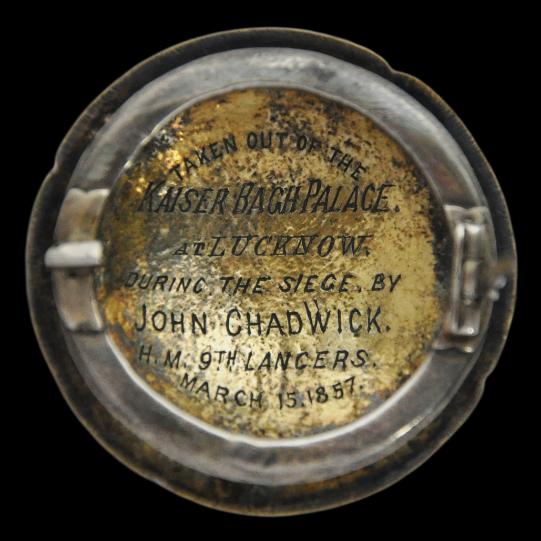 TAKEN OUT OF THE
KAISER BAGH PALACE.
AT LUCKNOW.
DURING THE SIEGE. BY
JOHN CHADWICK.
H.M. 9TH LANCERS.
MARCH 15.1857.